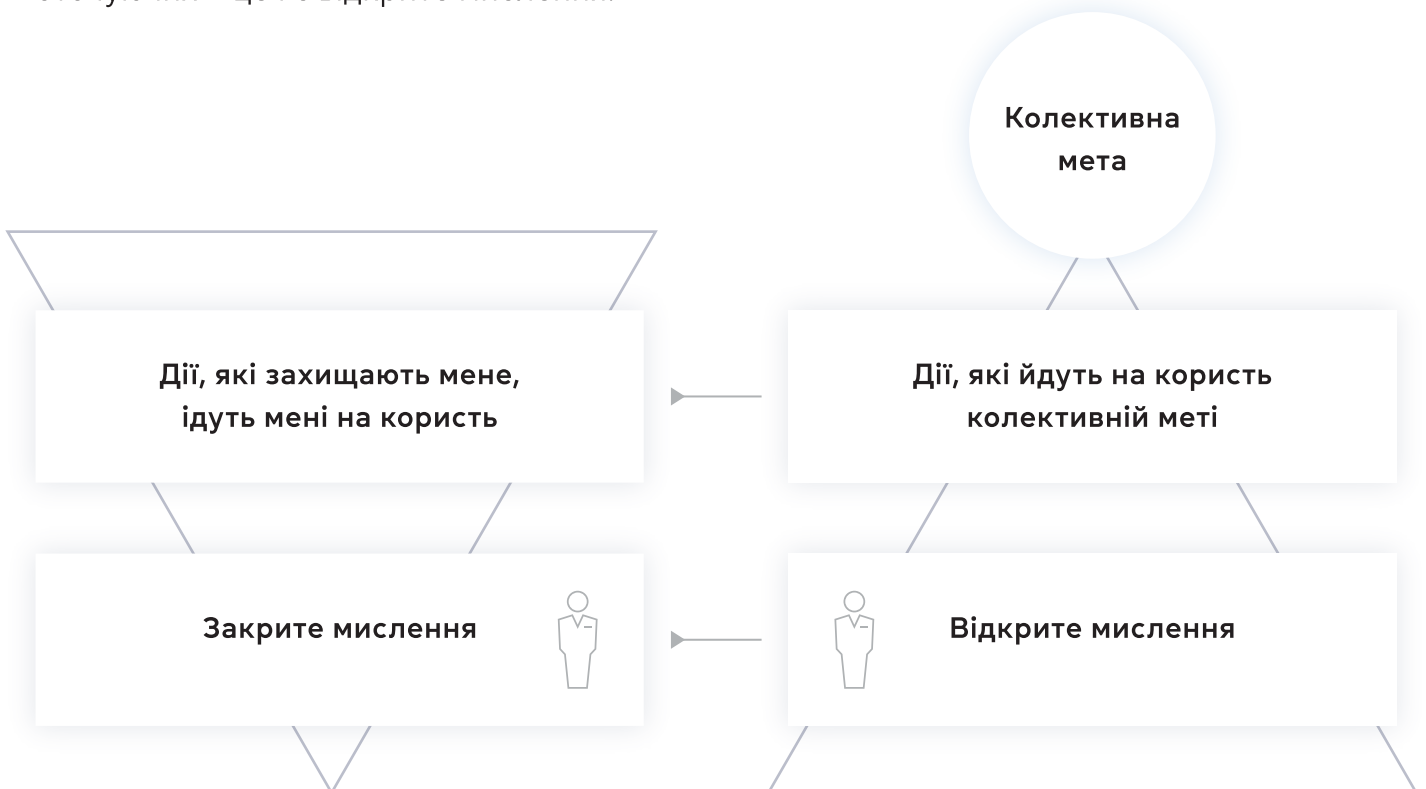 Колективна
мета
Дії, які захищають мене,
ідуть мені на користь
Дії, які йдуть на користь
колективній меті
Закрите мислення
Відкрите мислення